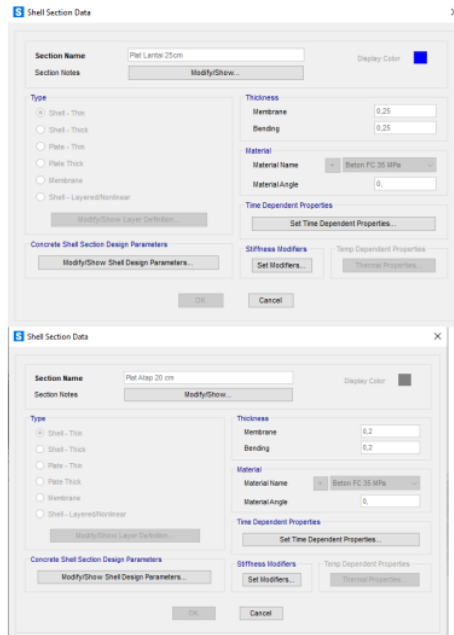 S Shell Section Data
Section Name Plat Lantai 25cm Display Color
Section Notes Modify/Show...
Type
Shell - Thin
Shell - Thick
Plate - Thin
Plate Thick
Membrane
Shell - Layered/Nonlinear
Modify/Show Layer Definition...
Concrete Shell Section Design Parameters
Modify/Show Shell Design Parameters...
Thickness
Membrane 0,25
Bending 0,25
Material
Material Name + Beton FC 35 MPa
Material Angle 0,
Time Dependent Properties
Set Time Dependent Properties...
Stiffness Modifiers
Set Modifiers...
Temp Dependent Properties
Thermal Properties...
OK Cancel
S Shell Section Data
Section Name Plat Atap 20 cm Display Color
Section Notes Modify/Show...
Type
Shell - Thin
Shell - Thick
Plate - Thin
Plate Thick
Membrane
Shell - Layered/Nonlinear
Modify/Show Layer Definition...
Concrete Shell Section Design Parameters
Modify/Show Shell Design Parameters...
Thickness
Membrane 0,2
Bending 0,2
Material
Material Name + Beton FC 35 MPa
Material Angle 0,
Time Dependent Properties
Set Time Dependent Properties...
Stiffness Modifiers
Set Modifiers...
Temp Dependent Properties
Thermal Properties...
OK Cancel